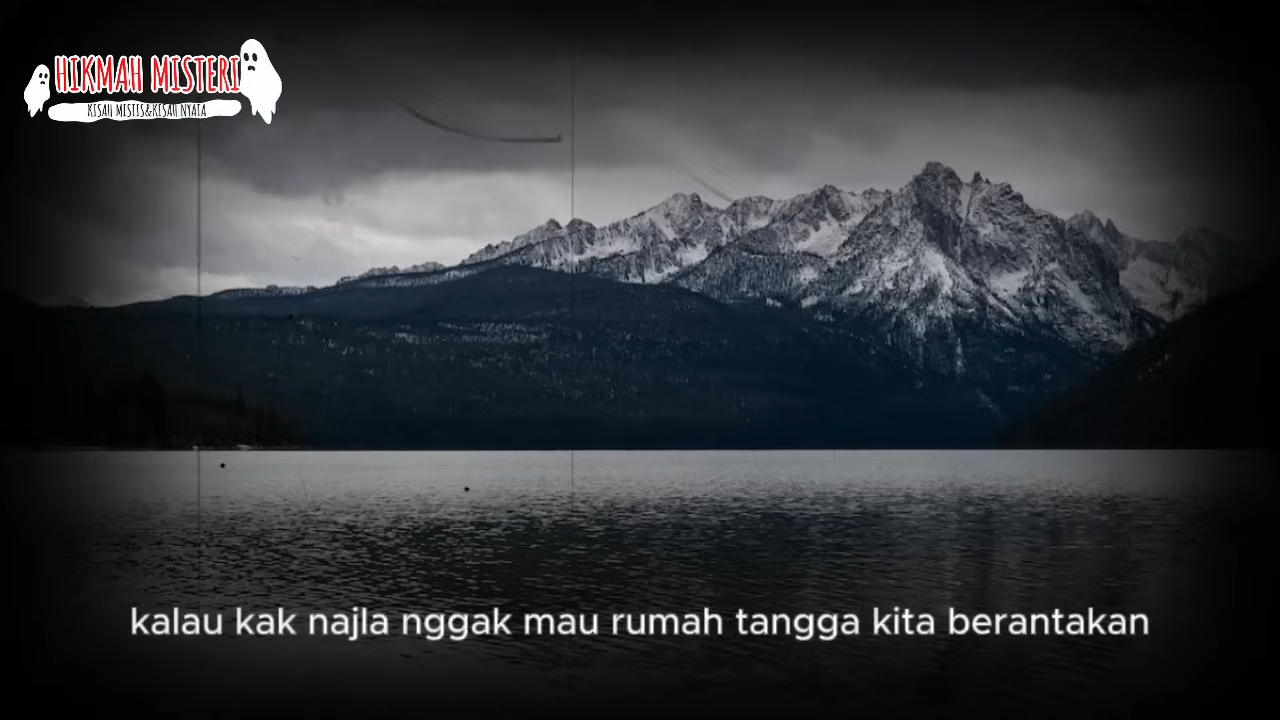 HIKMAH MISTERI
KISAH MISTIS&KISAH NYATA
kalau kak najla nggak mau rumah tangga kita berantakan